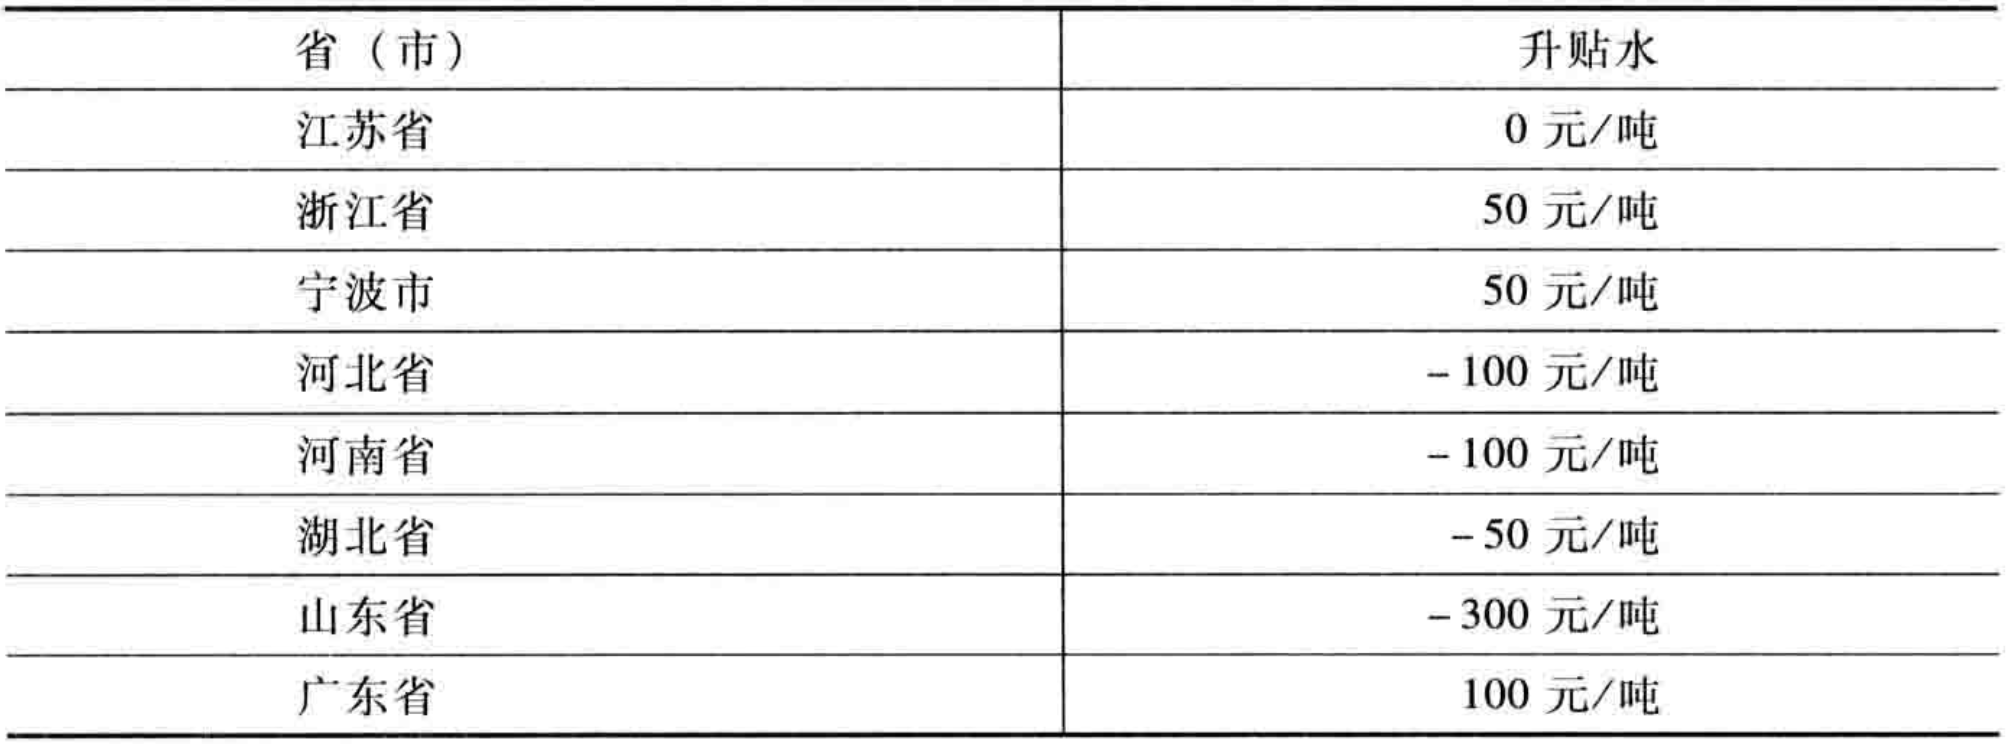 省（市） 升贴水
江苏省 0 元/吨
浙江省 50 元/吨
宁波市 50 元/吨
河北省 -100 元/吨
河南省 -100 元/吨
湖北省 -50 元/吨
山东省 -300 元/吨
广东省 100 元/吨